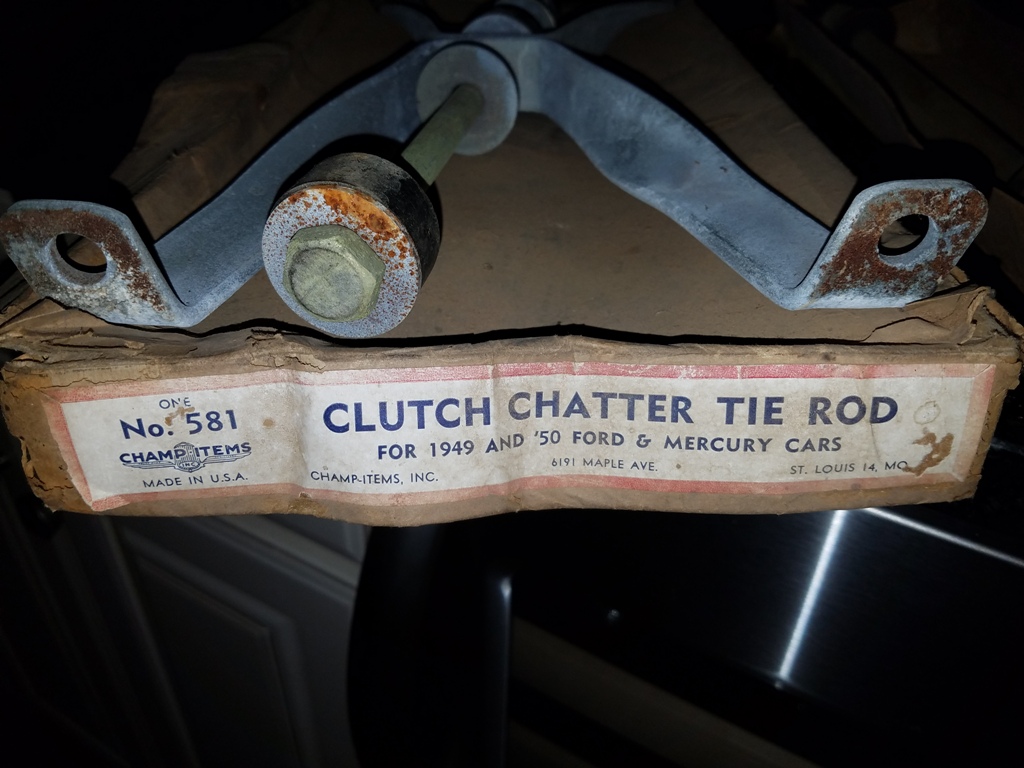 ONE
No. 581
CHAMP-ITEMS
INC
MADE IN U.S.A.
CLUTCH CHATTER TIE ROD
FOR 1949 AND '50 FORD & MERCURY CARS
CHAMP-ITEMS, INC. 6191 MAPLE AVE. ST. LOUIS 14, MO.